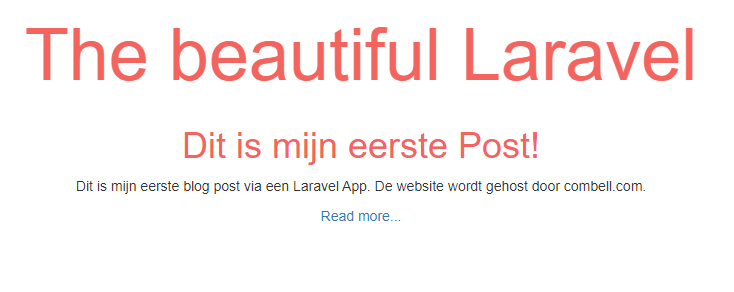 The beautiful Laravel
Dit is mijn eerste Post!
Dit is mijn eerste blog post via een Laravel App. De website wordt gehost door combell.com.
Read more...